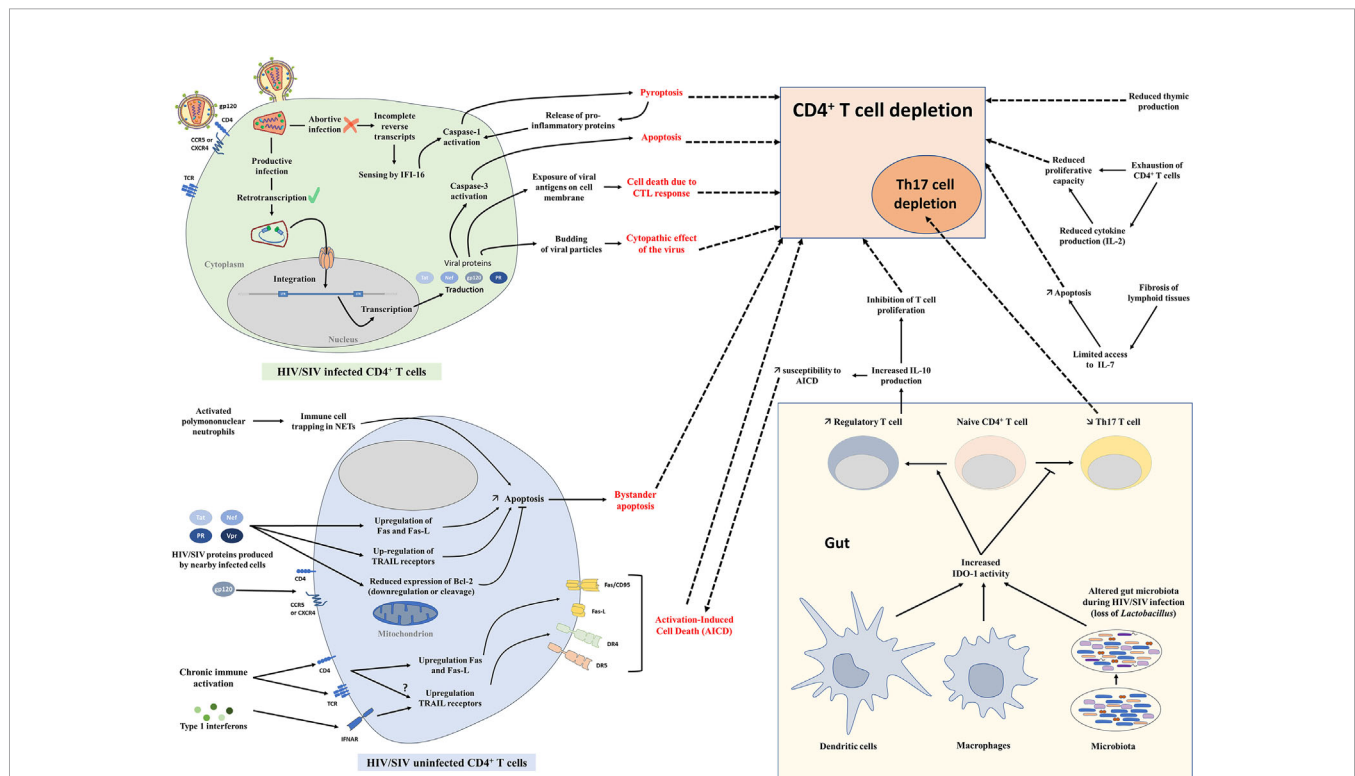 gp120
CD4
CCR5 or
CXCR4
TCR
Abortive
infection
Incomplete
reverse
transcripts
Sensing by IFI-16
Caspase-1
activation
Productive
infection
Retrotranscription
Caspase-3
activation
Cytoplasm
Integration
Transcription
Nucleus
Viral proteins
Tat
Nef
gp120
PR
Traduction
HIV/SIV infected CD4⁺ T cells
Pyroptosis
Release of pro-
inflammatory proteins
Apoptosis
Exposure of viral
antigens on cell
membrane
Cell death due to
CTL response
Budding
of viral particles
Cytopathic effect
of the virus
CD4⁺ T cell depletion
Th17 cell
depletion
Reduced thymic
production
Reduced
proliferative
capacity
Exhaustion of
CD4⁺ T cells
Reduced cytokine
production (IL-2)
↗ Apoptosis
Fibrosis of
lymphoid tissues
Limited access
to IL-7
Inhibition of T cell
proliferation
↗ susceptibility to
AICD
Increased IL-10
production
Activated
polymononuclear
neutrophils
Immune cell
trapping in NETs
↗ Apoptosis
Bystander
apoptosis
Tat
Nef
PR
Vpr
HIV/SIV proteins produced
by nearby infected cells
Upregulation of
Fas and Fas-L
Up-regulation of
TRAIL receptors
Reduced expression of Bcl-2
(downregulation or cleavage)
Mitochondrion
gp120
CD4
CCR5
or CXCR4
Fas/CD95
Fas-L
DR4
DR5
Activation-Induced
Cell Death (AICD)
Chronic immune
activation
CD4
TCR
Upregulation Fas
and Fas-L
?
Upregulation
TRAIL receptors
Type 1 interferons
IFNAR
HIV/SIV uninfected CD4⁺ T cells
↗ Regulatory T cell
Naive CD4⁺ T cell
↘ Th17 T cell
Gut
Increased
IDO-1 activity
Altered gut microbiota
during HIV/SIV infection
(loss of Lactobacillus)
Dendritic cells
Macrophages
Microbiota